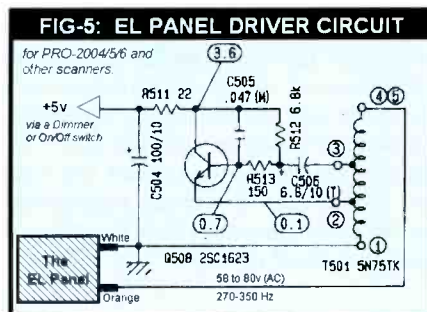 FIG-5: EL PANEL DRIVER CIRCUIT
for PRO-2004/5/6 and
other scanners.
3.6
+5v
R511 22
C505
.047 (M)
R512 6.8k
④⑤
via a Dimmer
or On/Off switch
C504 100/10
+
③
R513
150
C506
6.8/10 (T)
②
0.7
0.1
The
EL Panel
White
Q508 2SC1623
①
T501 5N75TK
58 to 80v (AC)
Orange
270-350 Hz